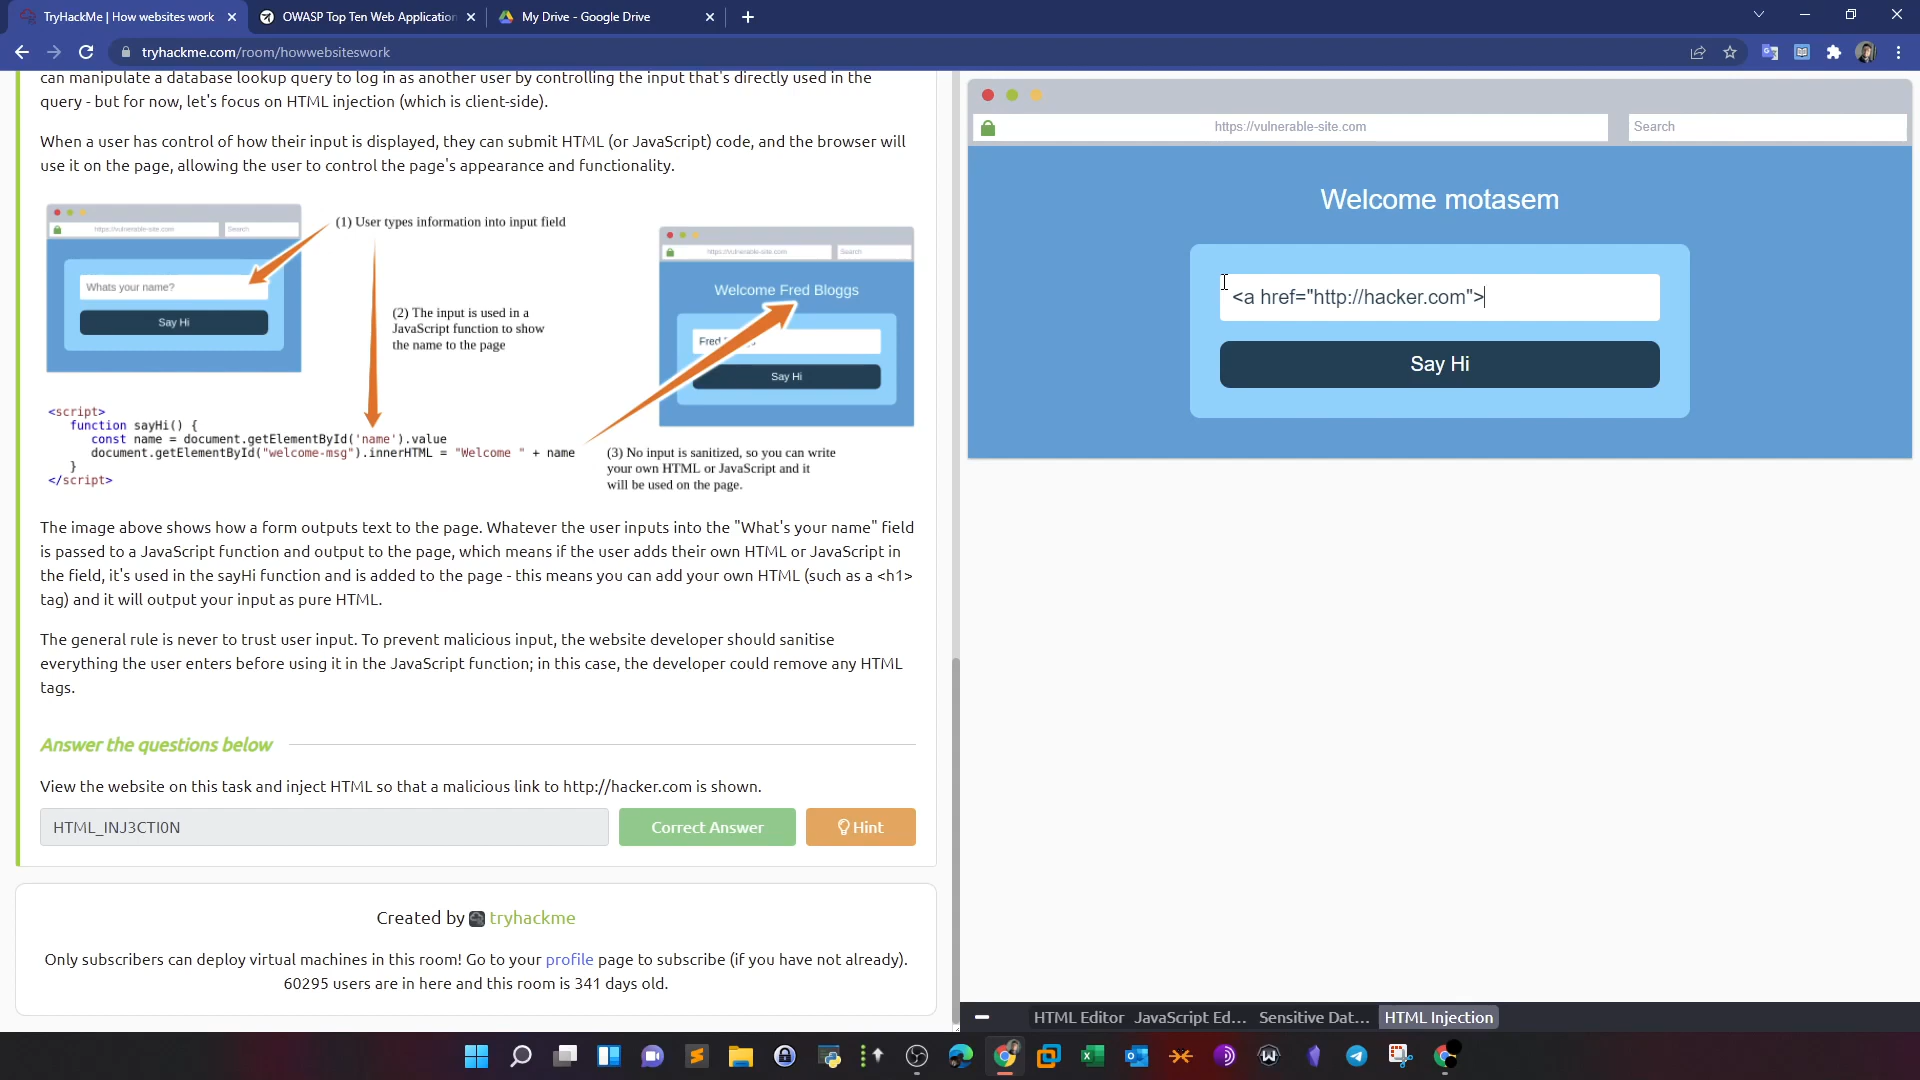 TryHackMe | How websites work
OWASP Top Ten Web Application
My Drive - Google Drive
tryhackme.com/room/howwebsiteswork
can manipulate a database lookup query to log in as another user by controlling the input that's directly used in the
query - but for now, let's focus on HTML injection (which is client-side).
When a user has control of how their input is displayed, they can submit HTML (or JavaScript) code, and the browser will
use it on the page, allowing the user to control the page's appearance and functionality.
https://vulnerable-site.com
Search
Whats your name?
Say Hi
(1) User types information into input field
(2) The input is used in a
JavaScript function to show
the name to the page
https://vulnerable-site.com
Search
Welcome Fred Bloggs
Fred
Say Hi
<script>
function sayHi() {
const name = document.getElementById('name').value
document.getElementById("welcome-msg").innerHTML = "Welcome " + name
}
</script>
(3) No input is sanitized, so you can write
your own HTML or JavaScript and it
will be used on the page.
The image above shows how a form outputs text to the page. Whatever the user inputs into the "What's your name" field
is passed to a JavaScript function and output to the page, which means if the user adds their own HTML or JavaScript in
the field, it's used in the sayHi function and is added to the page - this means you can add your own HTML (such as a <h1>
tag) and it will output your input as pure HTML.
The general rule is never to trust user input. To prevent malicious input, the website developer should sanitise
everything the user enters before using it in the JavaScript function; in this case, the developer could remove any HTML
tags.
Answer the questions below
View the website on this task and inject HTML so that a malicious link to http://hacker.com is shown.
HTML_INJ3CTI0N
Correct Answer
Hint
Created by tryhackme
Only subscribers can deploy virtual machines in this room! Go to your profile page to subscribe (if you have not already).
60295 users are in here and this room is 341 days old.
https://vulnerable-site.com
Search
Welcome motasem
<a href="http://hacker.com">
Say Hi
HTML Editor
JavaScript Ed...
Sensitive Dat...
HTML Injection